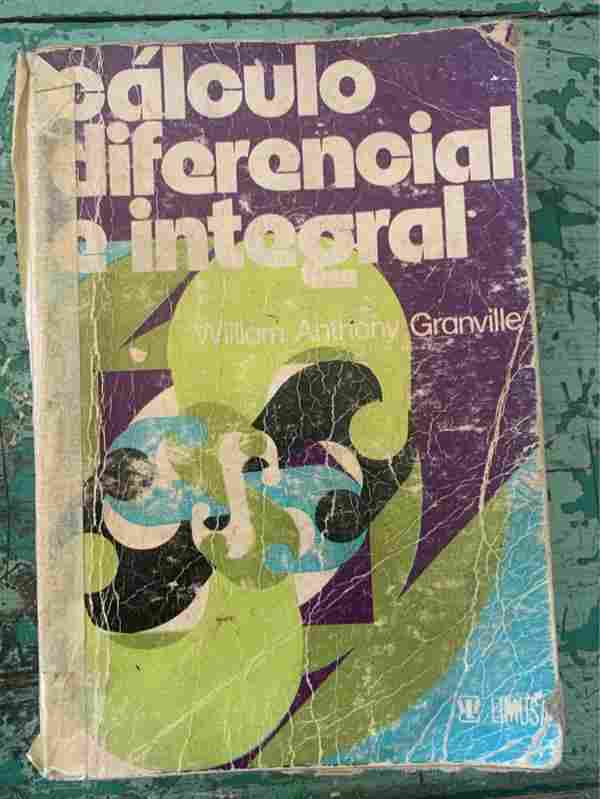 cálculo
diferencial
e integral
William Anthony Granville
LIMUSA